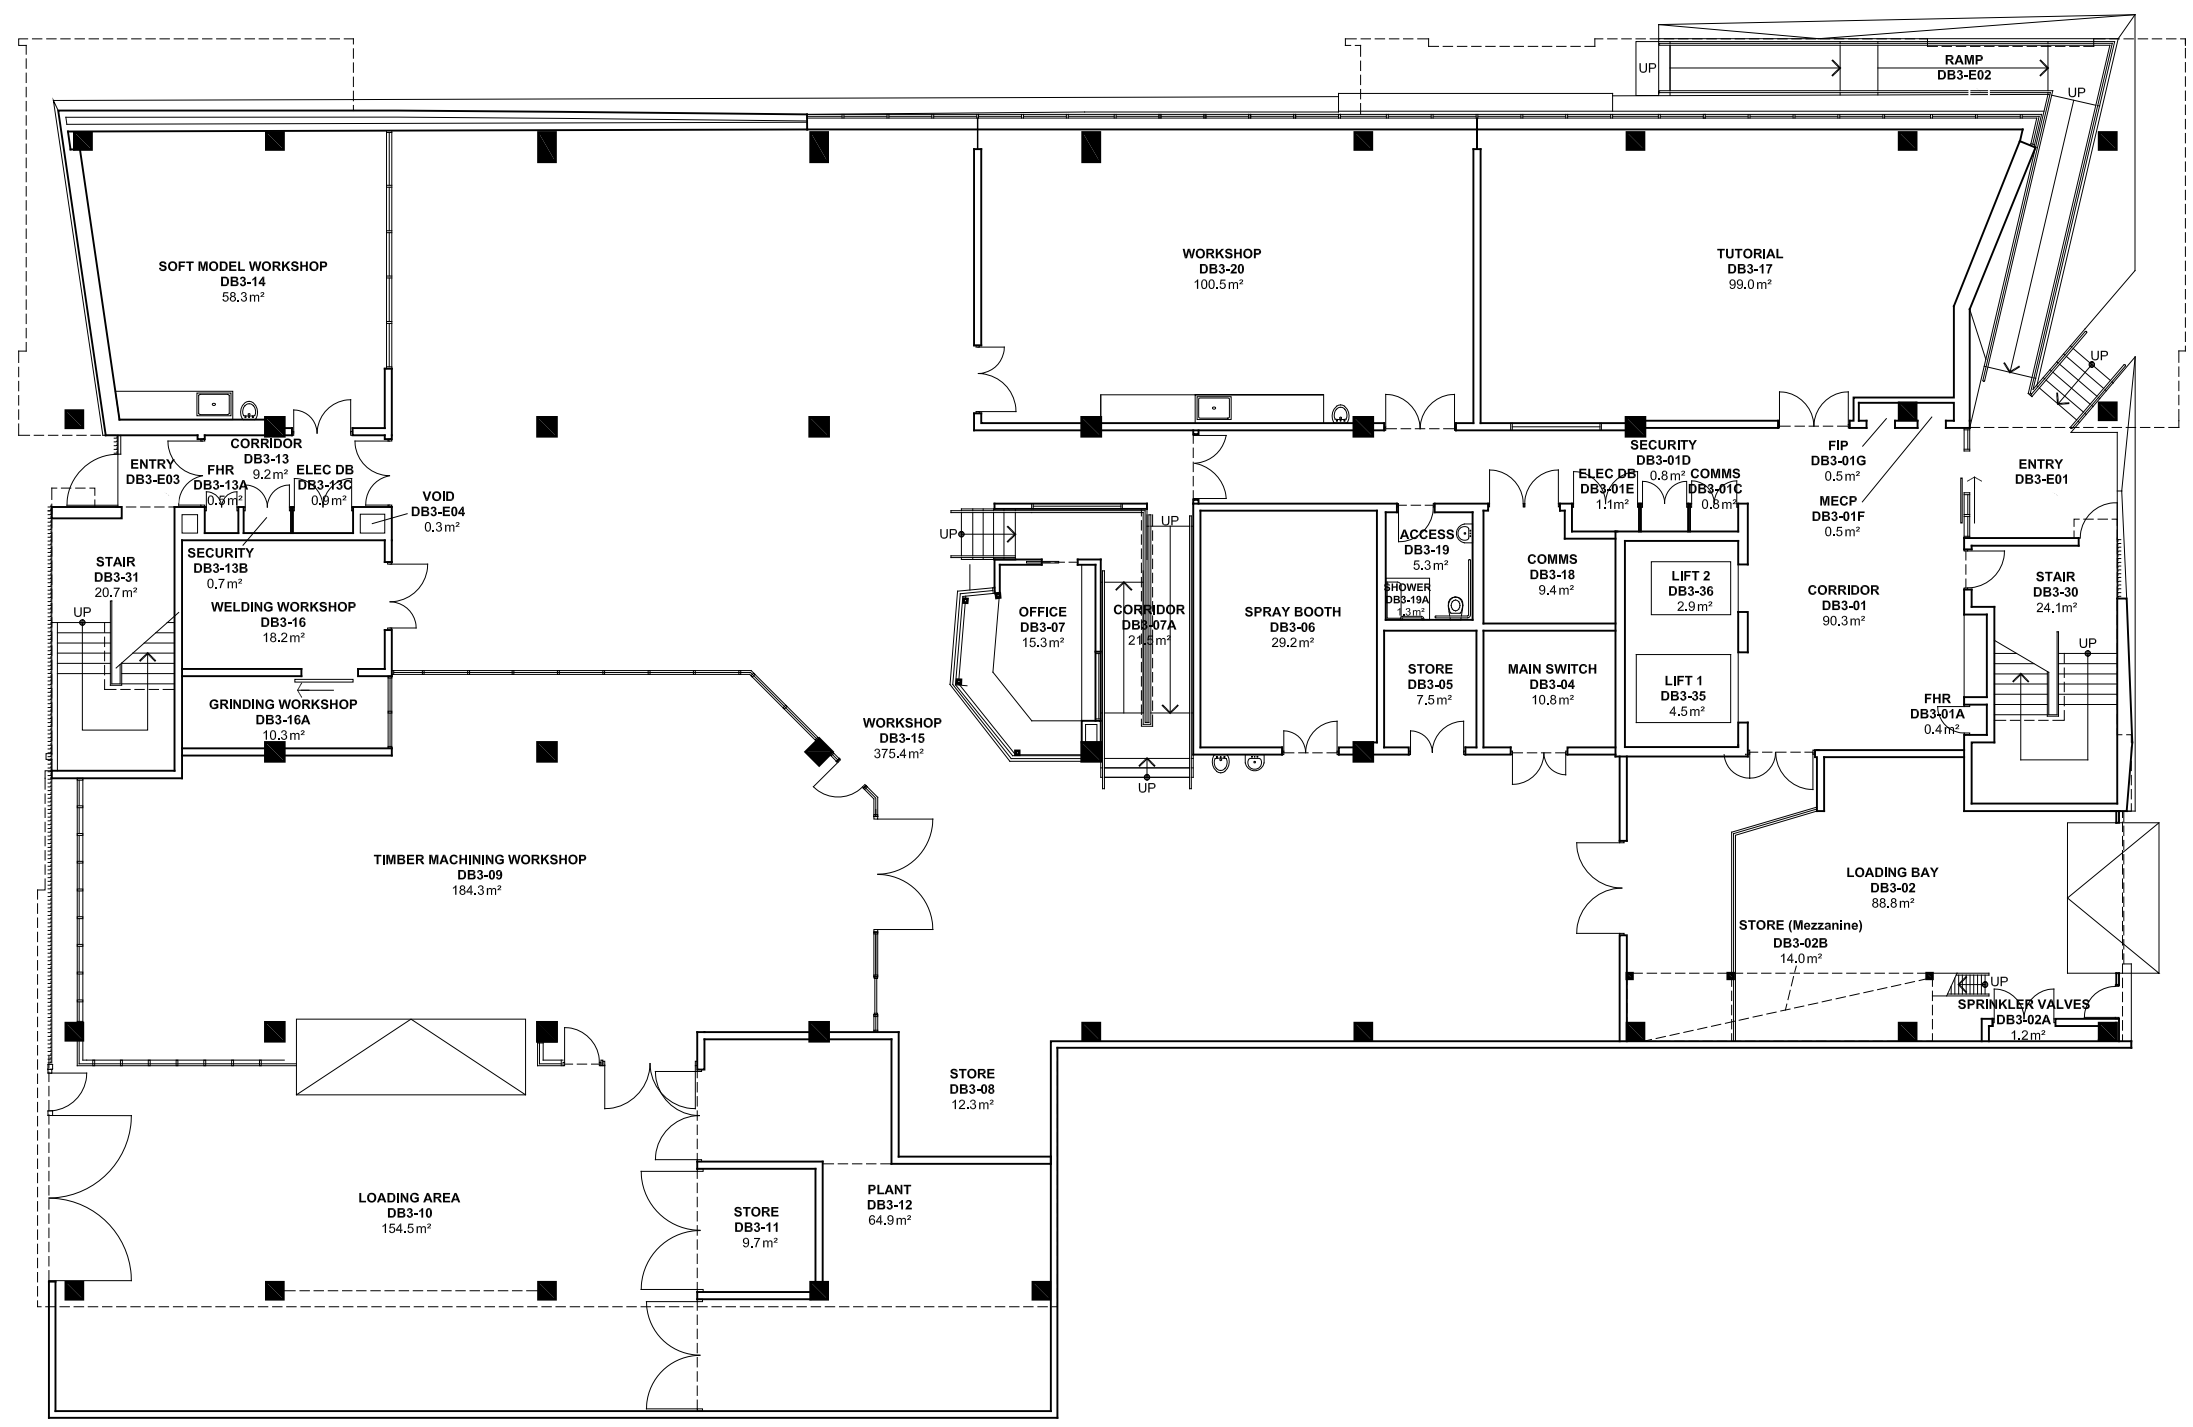 RAMP
DB3-E02
UP
UP
SOFT MODEL WORKSHOP
DB3-14
58.3m²
WORKSHOP
DB3-20
100.5m²
TUTORIAL
DB3-17
99.0m²
UP
CORRIDOR
DB3-13
9.2m²
ENTRY
DB3-E03
FHR
DB3-13A
0.5m²
ELEC DB
DB3-13C
0.9m²
VOID
DB3-E04
0.3m²
SECURITY
DB3-01D
0.8m²
ELEC DB
DB3-01E
1.1m²
COMMS
DB3-01C
0.8m²
FIP
DB3-01G
0.5m²
MECP
DB3-01F
0.5m²
ENTRY
DB3-E01
SECURITY
DB3-13B
0.7m²
STAIR
DB3-31
20.7m²
UP
WELDING WORKSHOP
DB3-16
18.2m²
UP
UP
ACCESS
DB3-19
5.3m²
SHOWER
DB3-19A
1.3m²
COMMS
DB3-18
9.4m²
LIFT 2
DB3-36
2.9m²
CORRIDOR
DB3-01
90.3m²
STAIR
DB3-30
24.1m²
UP
OFFICE
DB3-07
15.3m²
CORRIDOR
DB3-07A
21.5m²
SPRAY BOOTH
DB3-06
29.2m²
STORE
DB3-05
7.5m²
MAIN SWITCH
DB3-04
10.8m²
LIFT 1
DB3-35
4.5m²
FHR
DB3-01A
0.4m²
GRINDING WORKSHOP
DB3-16A
10.3m²
WORKSHOP
DB3-15
375.4m²
UP
TIMBER MACHINING WORKSHOP
DB3-09
184.3m²
LOADING BAY
DB3-02
88.8m²
STORE (Mezzanine)
DB3-02B
14.0m²
UP
SPRINKLER VALVES
DB3-02A
1.2m²
STORE
DB3-08
12.3m²
LOADING AREA
DB3-10
154.5m²
STORE
DB3-11
9.7m²
PLANT
DB3-12
64.9m²